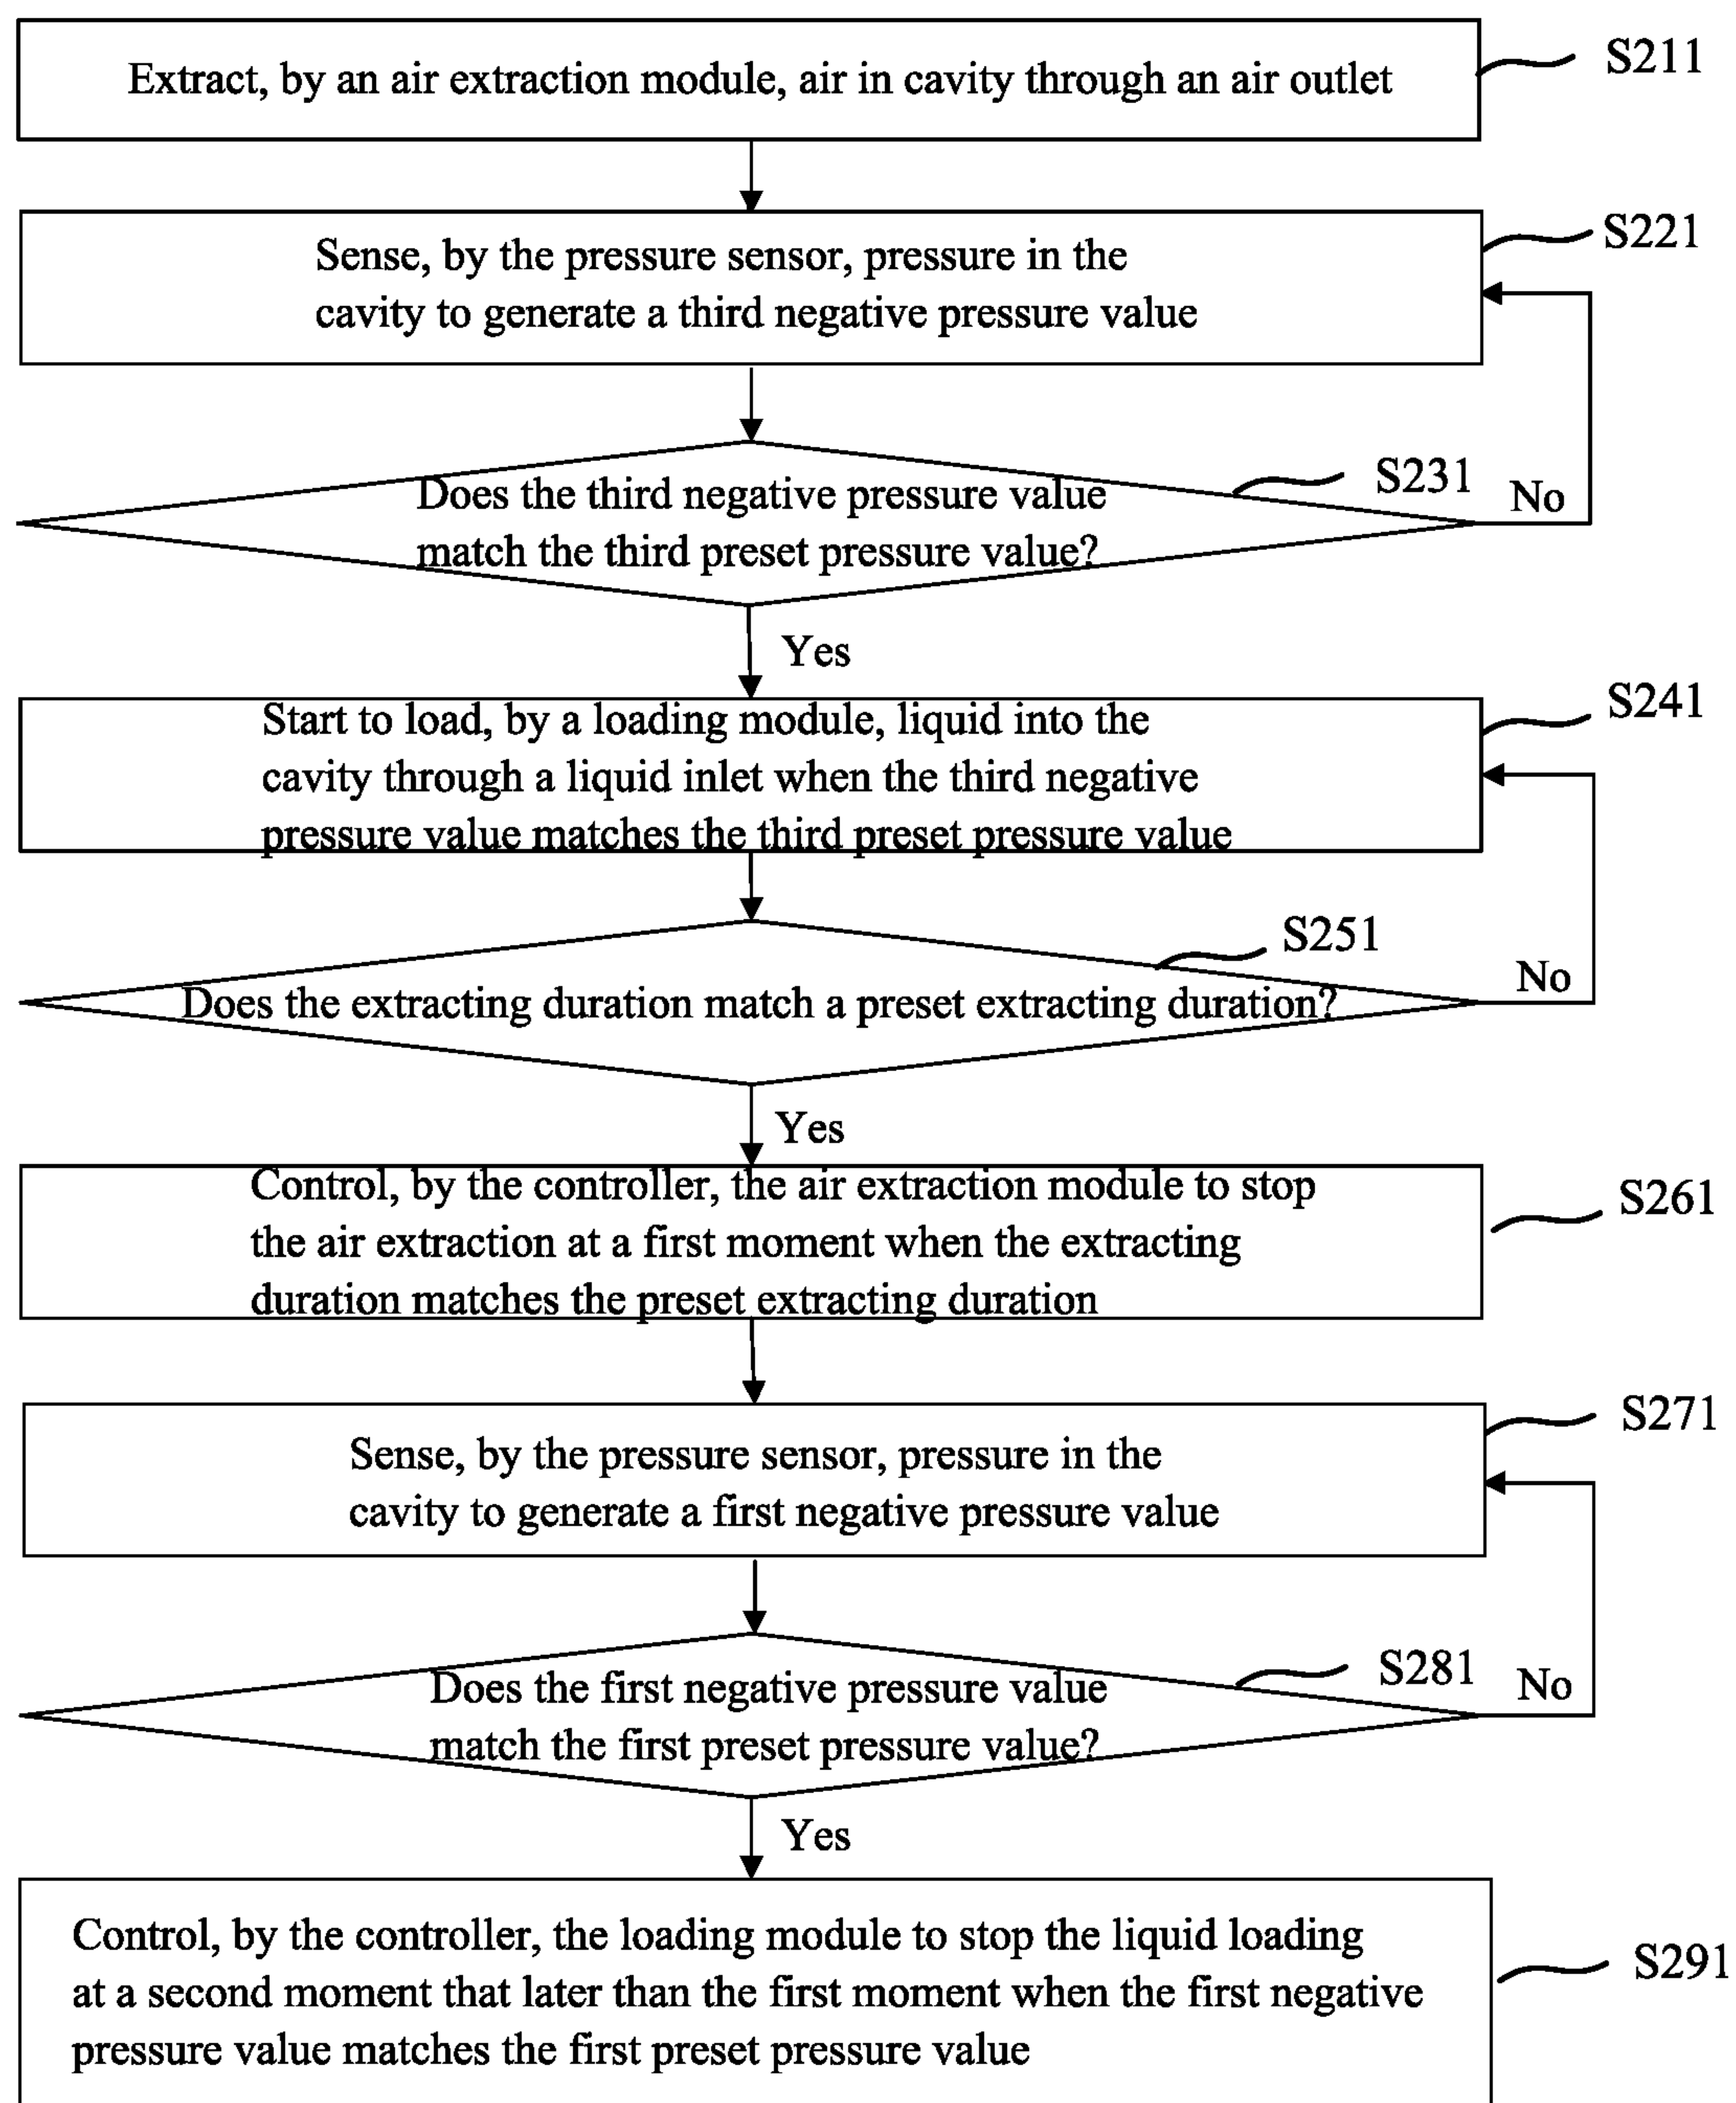 Extract, by an air extraction module, air in cavity through an air outlet
S211
Sense, by the pressure sensor, pressure in the
cavity to generate a third negative pressure value
S221
Does the third negative pressure value
match the third preset pressure value?
S231
No
Yes
Start to load, by a loading module, liquid into the
cavity through a liquid inlet when the third negative
pressure value matches the third preset pressure value
S241
Does the extracting duration match a preset extracting duration?
S251
No
Yes
Control, by the controller, the air extraction module to stop
the air extraction at a first moment when the extracting
duration matches the preset extracting duration
S261
Sense, by the pressure sensor, pressure in the
cavity to generate a first negative pressure value
S271
Does the first negative pressure value
match the first preset pressure value?
S281
No
Yes
Control, by the controller, the loading module to stop the liquid loading
at a second moment that later than the first moment when the first negative
pressure value matches the first preset pressure value
S291